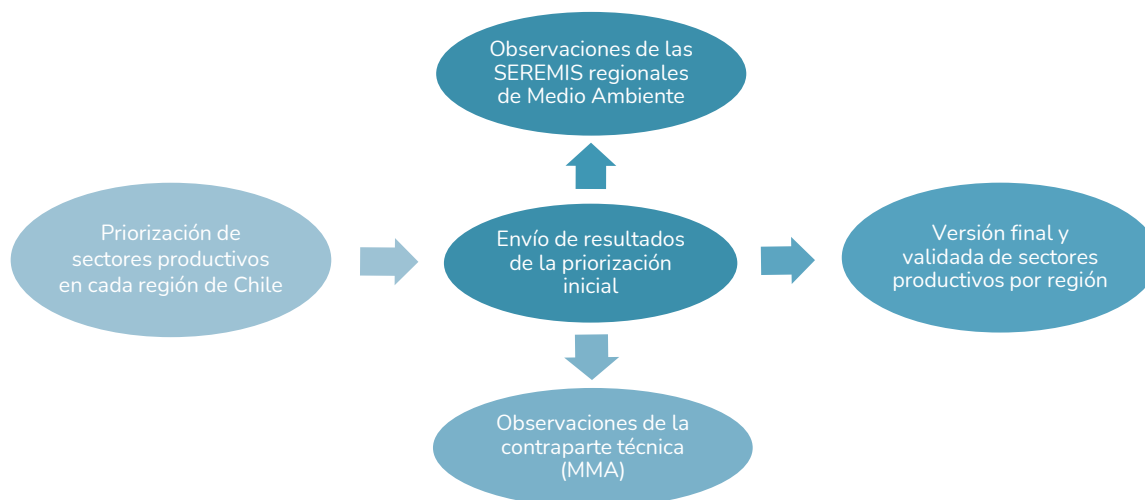 Observaciones de las
SEREMIS regionales
de Medio Ambiente
Priorización de
sectores productivos
en cada región de Chile
Envío de resultados
de la priorización
inicial
Versión final y
validada de sectores
productivos por región
Observaciones de la
contraparte técnica
(MMA)